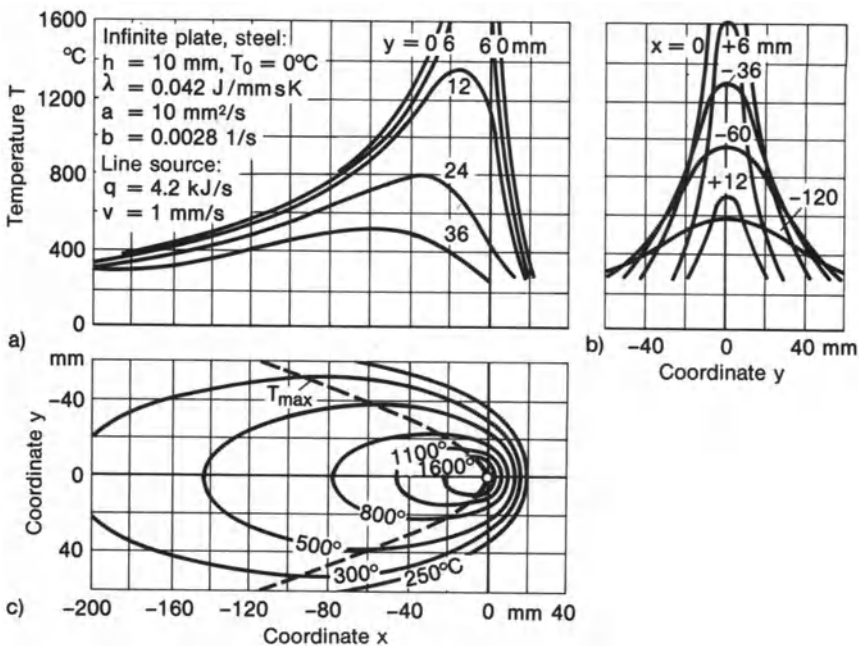 1600
°C
1200
800
400
0
Temperature T
Infinite plate, steel:
h = 10 mm, T₀ = 0°C
λ = 0.042 J/mm s K
a = 10 mm²/s
b = 0.0028 1/s
Line source:
q = 4.2 kJ/s
v = 1 mm/s
y = 0 6 6 0 mm
12
24
36
a)
x = 0 +6 mm
-36
-60
+12
-120
b) -40 0 40 mm
Coordinate y
mm
-40
0
40
Coordinate y
Tmax
1100°
1600°
800°
500°
300°
250°C
c) -200 -160 -120 -80 -40 0 mm 40
Coordinate x